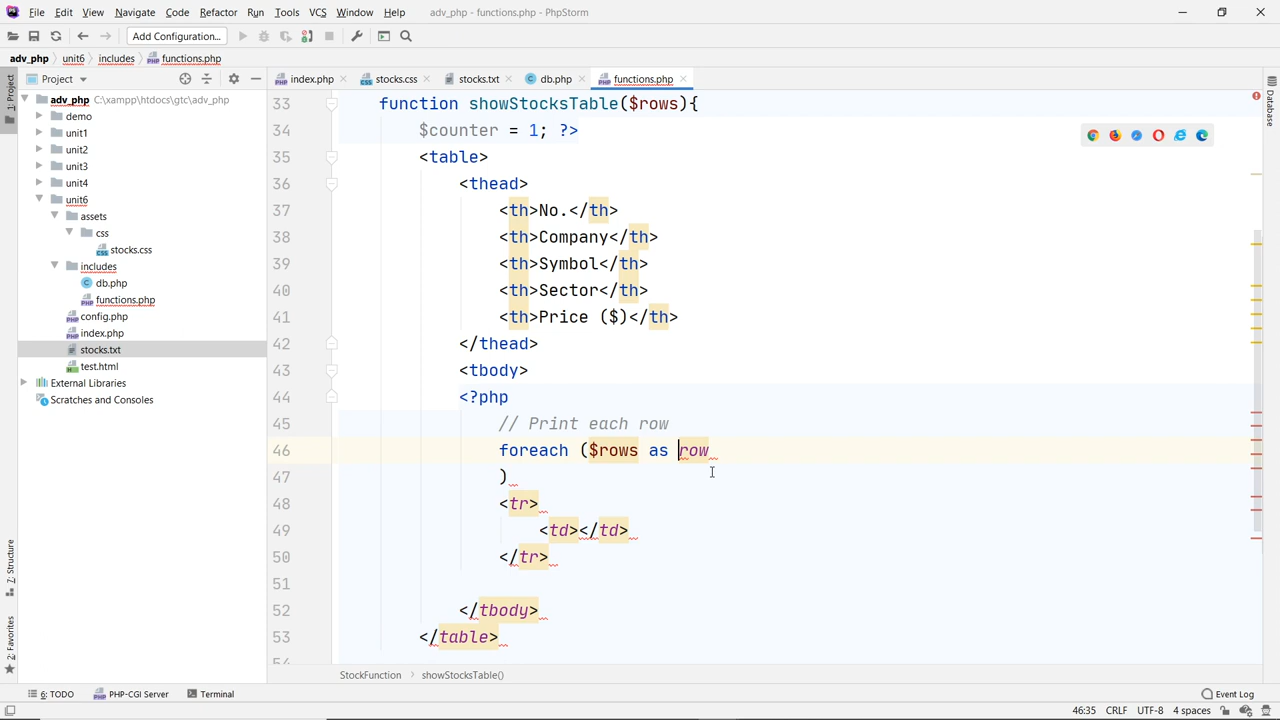 File Edit View Navigate Code Refactor Run Tools VCS Window Help adv_php - functions.php - PhpStorm
Add Configuration...
adv_php unit6 includes functions.php
Project index.php stocks.css stocks.txt db.php functions.php
1: Project
7: Structure
2: Favorites
Database
adv_php C:\xampp\htdocs\gtc\adv_php
demo
unit1
unit2
unit3
unit4
unit6
assets
css
stocks.css
includes
db.php
functions.php
config.php
index.php
stocks.txt
test.html
External Libraries
Scratches and Consoles
33 function showStocksTable($rows){
34 $counter = 1; ?>
35 <table>
36 <thead>
37 <th>No.</th>
38 <th>Company</th>
39 <th>Symbol</th>
40 <th>Sector</th>
41 <th>Price ($)</th>
42 </thead>
43 <tbody>
44 <?php
45 // Print each row
46 foreach ($rows as row
47 )
48 <tr>
49 <td></td>
50 </tr>
51
52 </tbody>
53 </table>
54
StockFunction showStocksTable()
6: TODO PHP-CGI Server Terminal Event Log
46:35 CRLF UTF-8 4 spaces